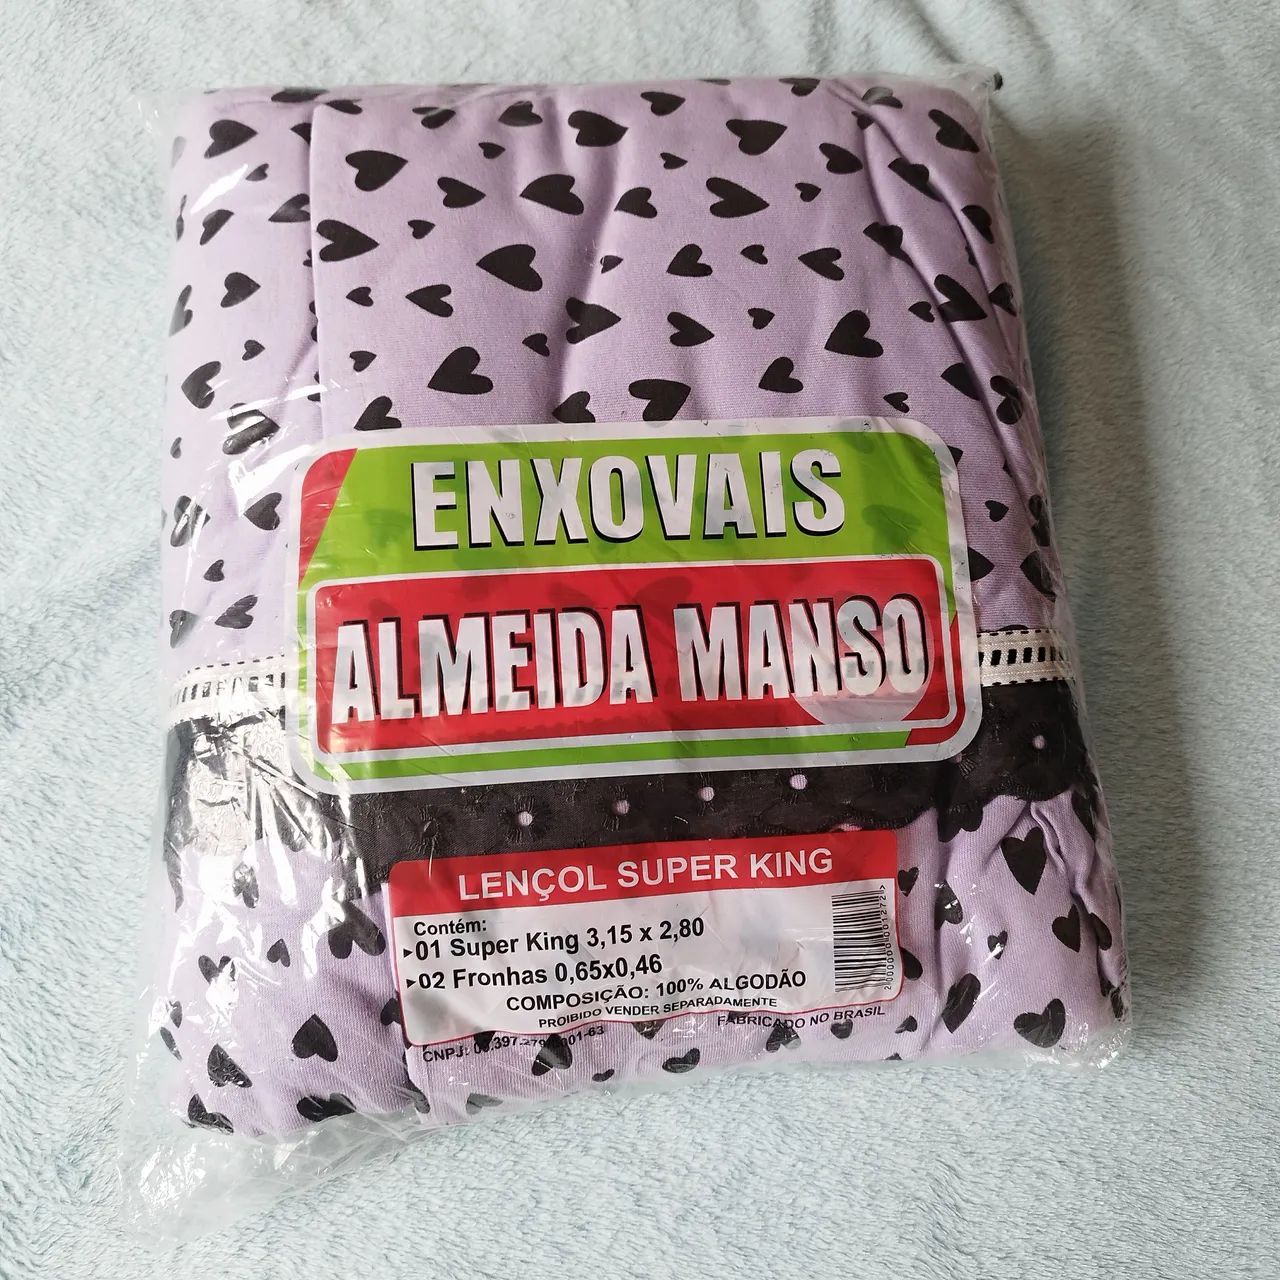 ENXOVAIS
ALMEIDA MANSO
LENÇOL SUPER KING
Contém:
▸01 Super King 3,15 x 2,80
▸02 Fronhas 0,65x0,46
COMPOSIÇÃO: 100% ALGODÃO
PROIBIDO VENDER SEPARADAMENTE
FABRICADO NO BRASIL
CNPJ: